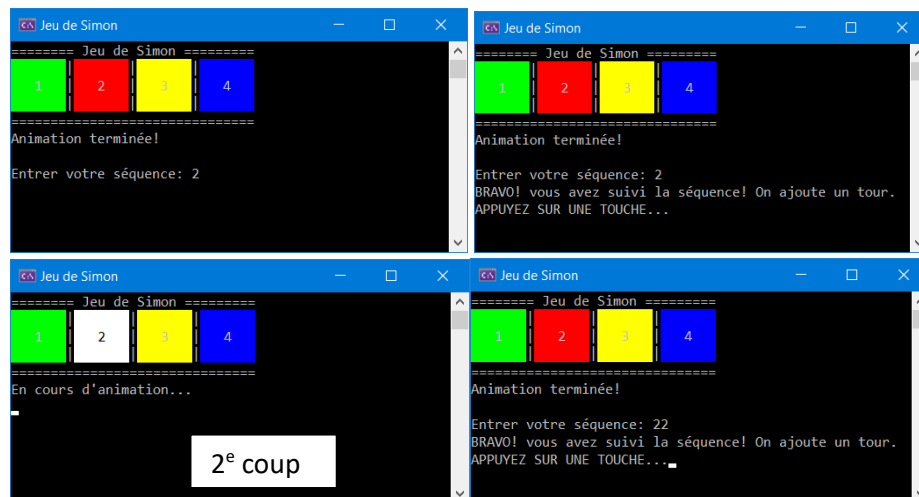 Jeu de Simon
======== Jeu de Simon =========
1 2 3 4
===============================
Animation terminée!
Entrer votre séquence: 2
Jeu de Simon
======== Jeu de Simon =========
1 2 3 4
===============================
Animation terminée!
Entrer votre séquence: 2
BRAVO! vous avez suivi la séquence! On ajoute un tour.
APPUYEZ SUR UNE TOUCHE...
Jeu de Simon
======== Jeu de Simon =========
1 2 3 4
===============================
En cours d'animation...
2e coup
Jeu de Simon
======== Jeu de Simon =========
1 2 3 4
===============================
Animation terminée!
Entrer votre séquence: 22
BRAVO! vous avez suivi la séquence! On ajoute un tour.
APPUYEZ SUR UNE TOUCHE...